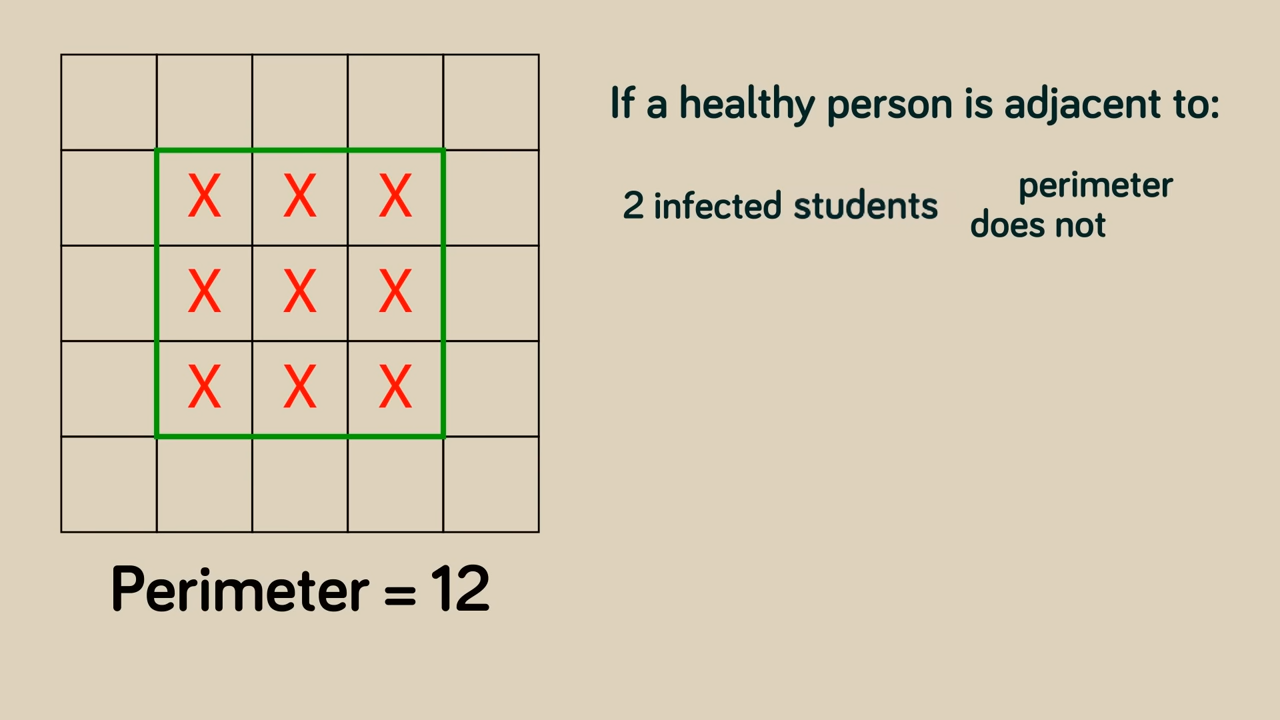 If a healthy person is adjacent to:
2 infected students
perimeter
does not
X X X
X X X
X X X
Perimeter = 12